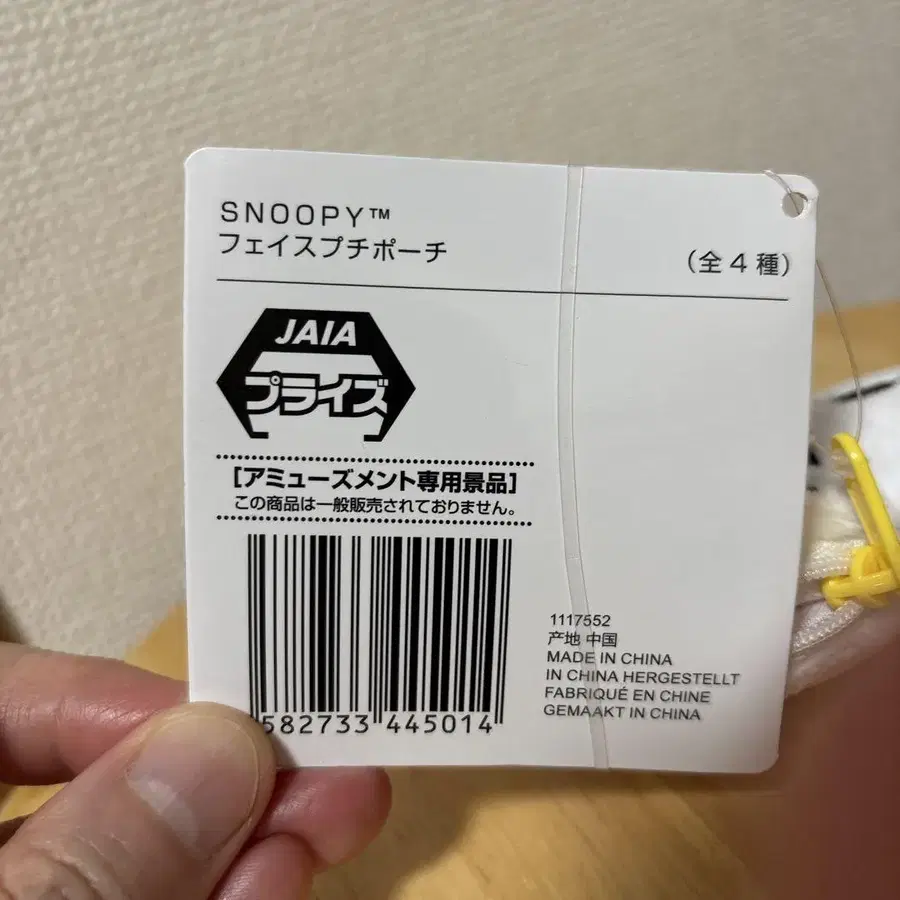 SNOOPY™
フェイスプチポーチ
（全4種）
JAIA
プライズ
［アミューズメント専用景品］
この商品は一般販売されておりません。
582733 445014
1117552
产地 中国
MADE IN CHINA
IN CHINA HERGESTELLT
FABRIQUÉ EN CHINE
GEMAAKT IN CHINA